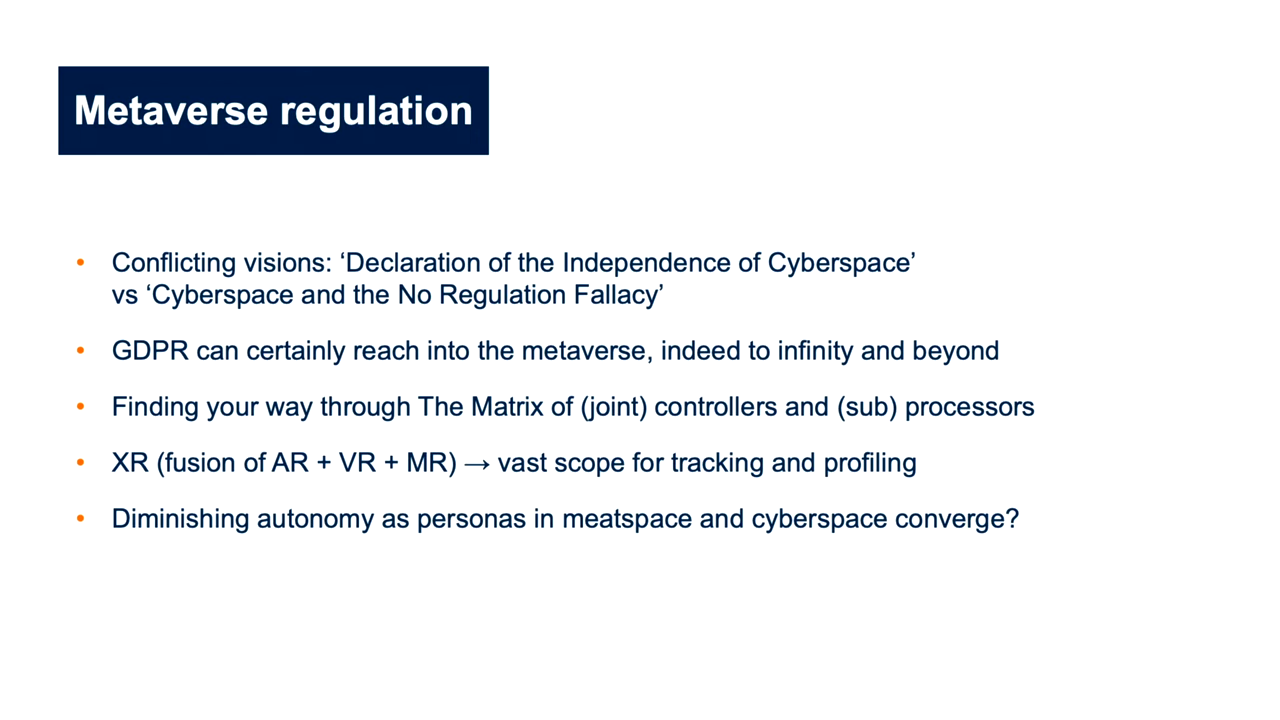 Metaverse regulation
• Conflicting visions: ‘Declaration of the Independence of Cyberspace’
vs ‘Cyberspace and the No Regulation Fallacy’
• GDPR can certainly reach into the metaverse, indeed to infinity and beyond
• Finding your way through The Matrix of (joint) controllers and (sub) processors
• XR (fusion of AR + VR + MR) → vast scope for tracking and profiling
• Diminishing autonomy as personas in meatspace and cyberspace converge?